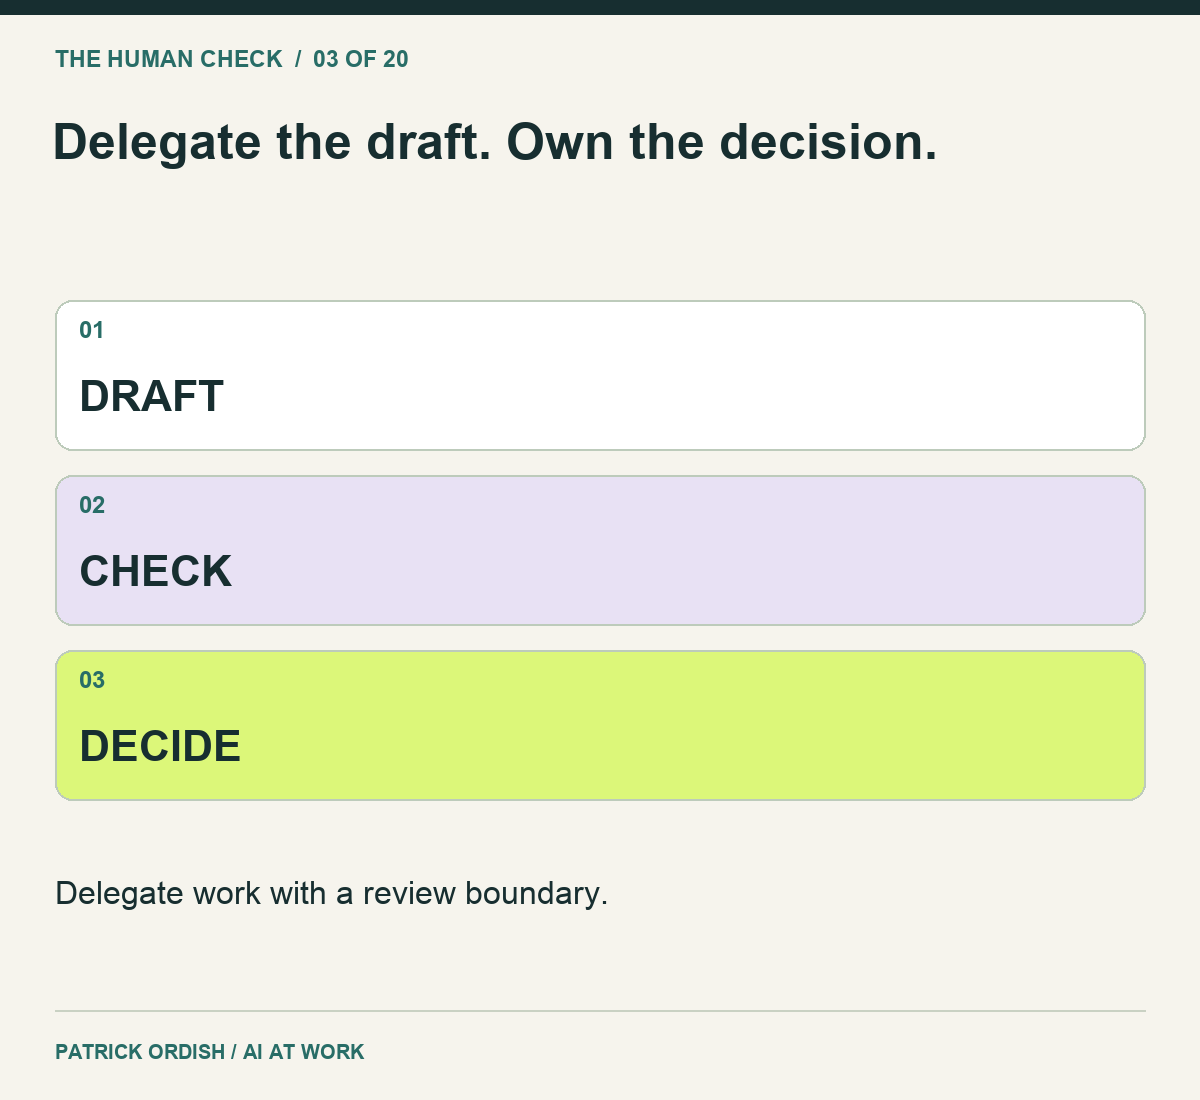 THE HUMAN CHECK / 03 OF 20
Delegate the draft. Own the decision.
01
DRAFT
02
CHECK
03
DECIDE
Delegate work with a review boundary.
PATRICK ORDISH / AI AT WORK